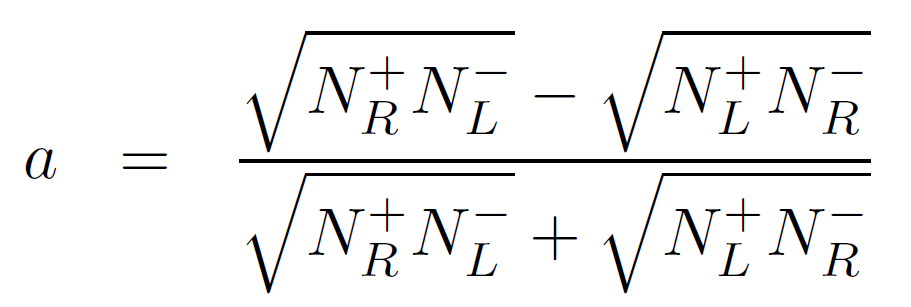 a = \frac{\sqrt{N_R^+ N_L^-} - \sqrt{N_L^+ N_R^-}}{\sqrt{N_R^+ N_L^-} + \sqrt{N_L^+ N_R^-}}